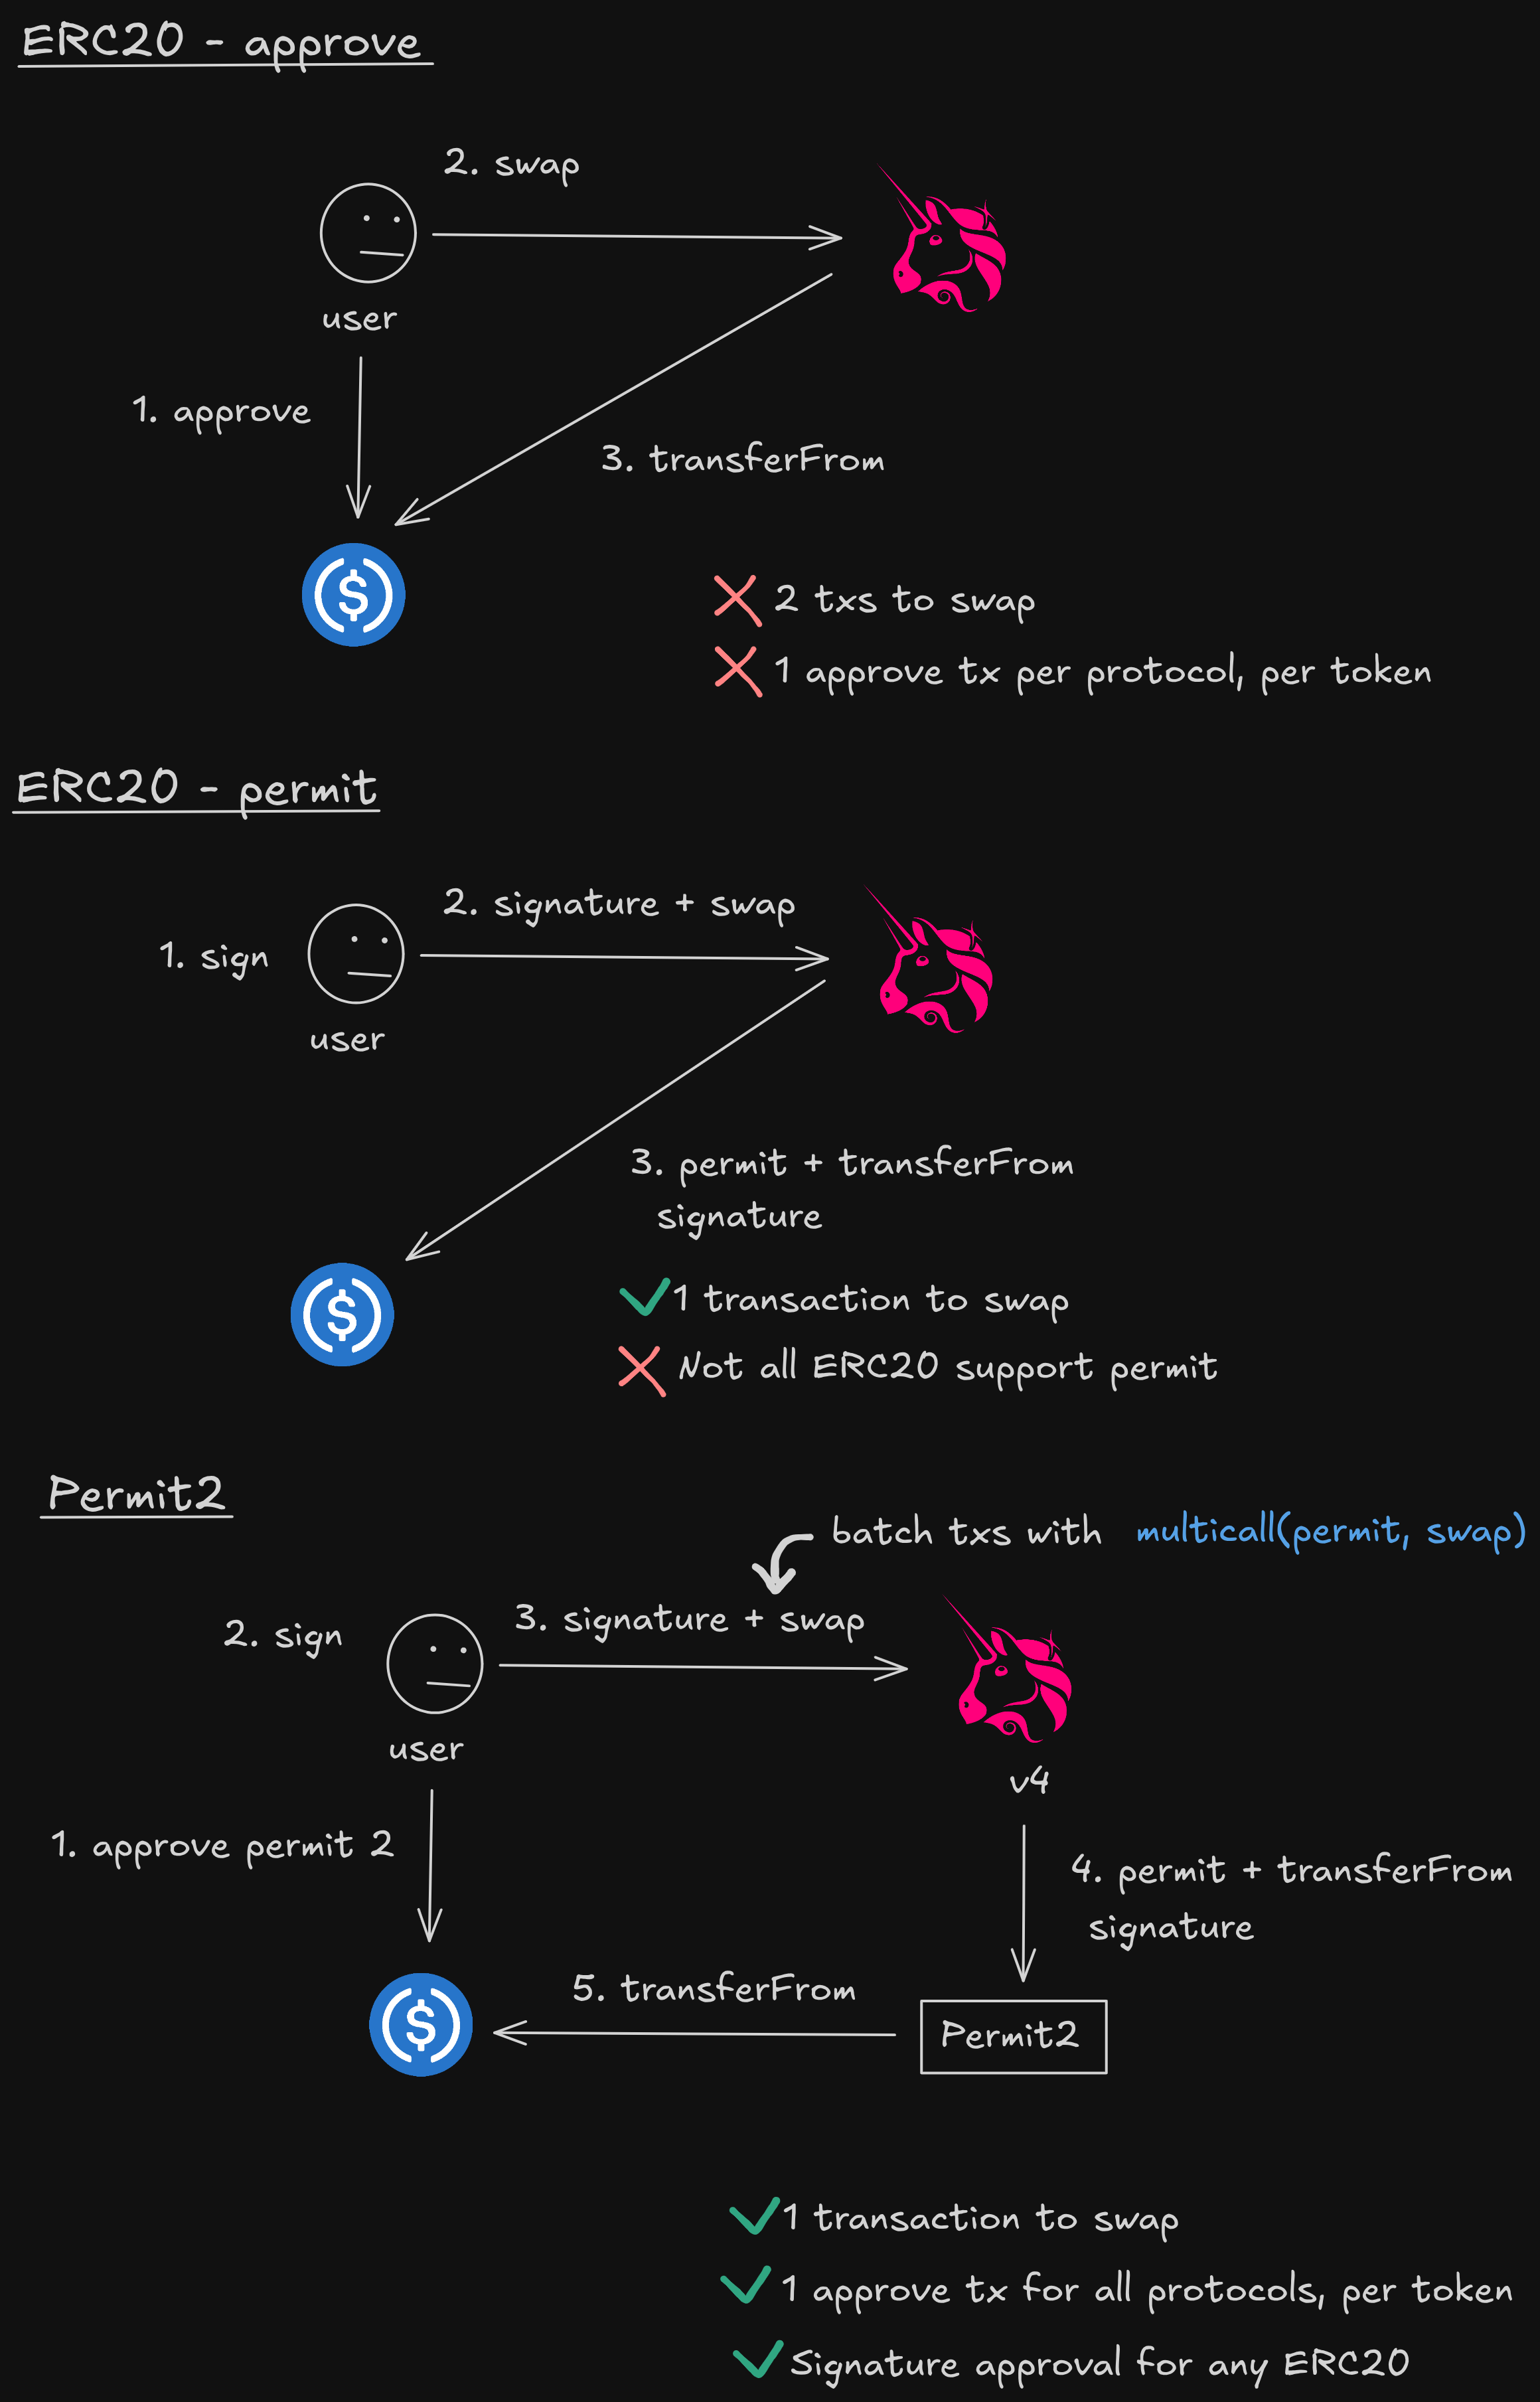 ERC20 - approve
2. swap
user
1. approve
3. transferFrom
$
2 txs to swap
1 approve tx per protocol, per token
ERC20 - permit
2. signature + swap
1. sign
user
3. permit + transferFrom
signature
$
1 transaction to swap
Not all ERC20 support permit
Permit2
batch txs with multicall(permit, swap)
2. sign
3. signature + swap
user
v4
1. approve permit 2
4. permit + transferFrom
signature
5. transferFrom
$
Permit2
1 transaction to swap
1 approve tx for all protocols, per token
Signature approval for any ERC20